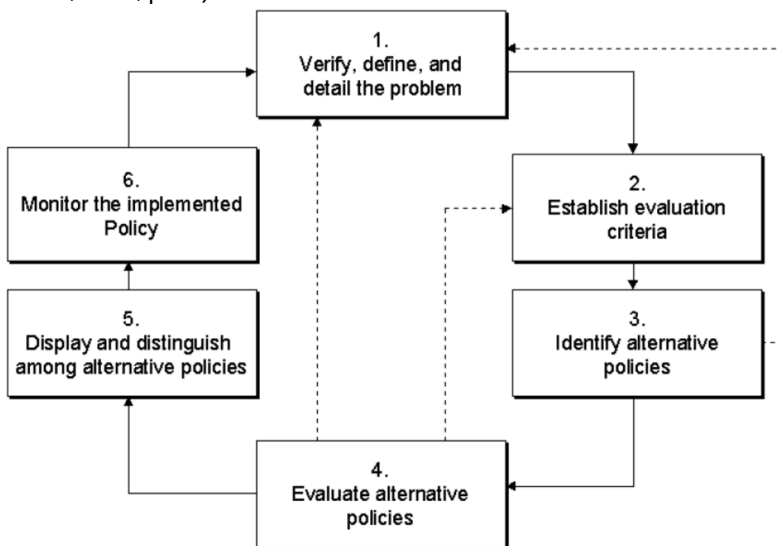 1.
Verify, define, and
detail the problem
2.
Establish evaluation
criteria
3.
Identify alternative
policies
4.
Evaluate alternative
policies
5.
Display and distinguish
among alternative policies
6.
Monitor the implemented
Policy